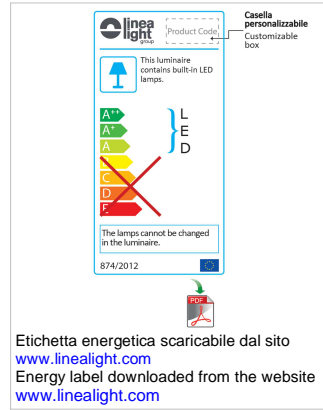 linea
light
group
Product Code
Casella
personalizzabile
Customizable
box
This luminaire
contains built-in LED
lamps.
A++
A+
A
L
E
D
C
D
E
The lamps cannot be changed
in the luminaire.
874/2012
PDF
Etichetta energetica scaricabile dal sito
www.linealight.com
Energy label downloaded from the website
www.linealight.com